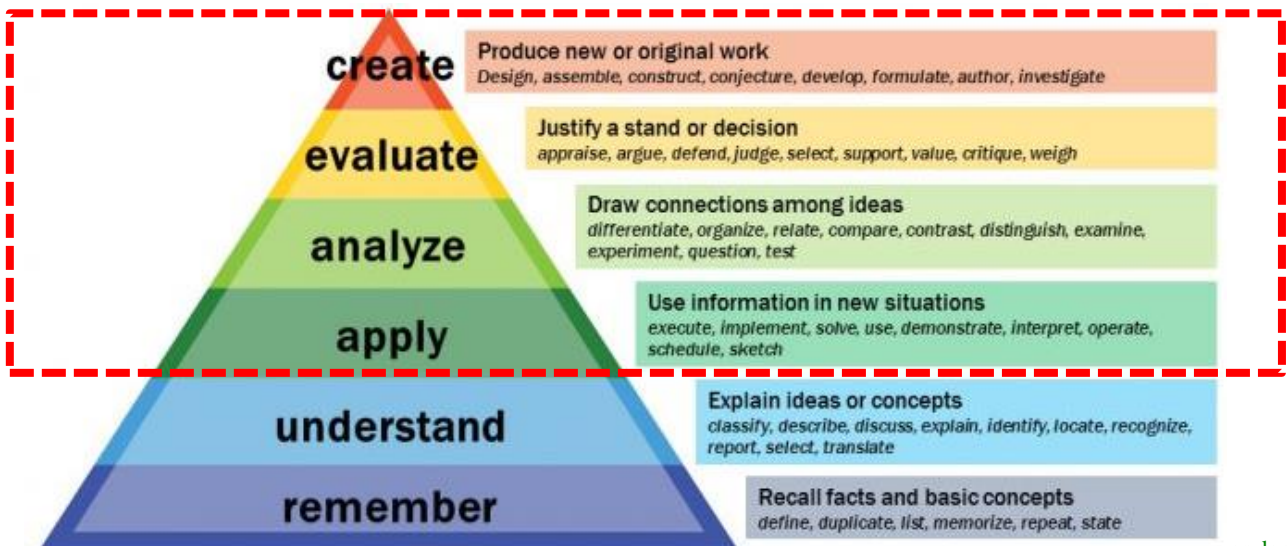 create
Produce new or original work
Design, assemble, construct, conjecture, develop, formulate, author, investigate
evaluate
Justify a stand or decision
appraise, argue, defend, judge, select, support, value, critique, weigh
analyze
Draw connections among ideas
differentiate, organize, relate, compare, contrast, distinguish, examine,
experiment, question, test
apply
Use information in new situations
execute, implement, solve, use, demonstrate, interpret, operate,
schedule, sketch
understand
Explain ideas or concepts
classify, describe, discuss, explain, identify, locate, recognize,
report, select, translate
remember
Recall facts and basic concepts
define, duplicate, list, memorize, repeat, state